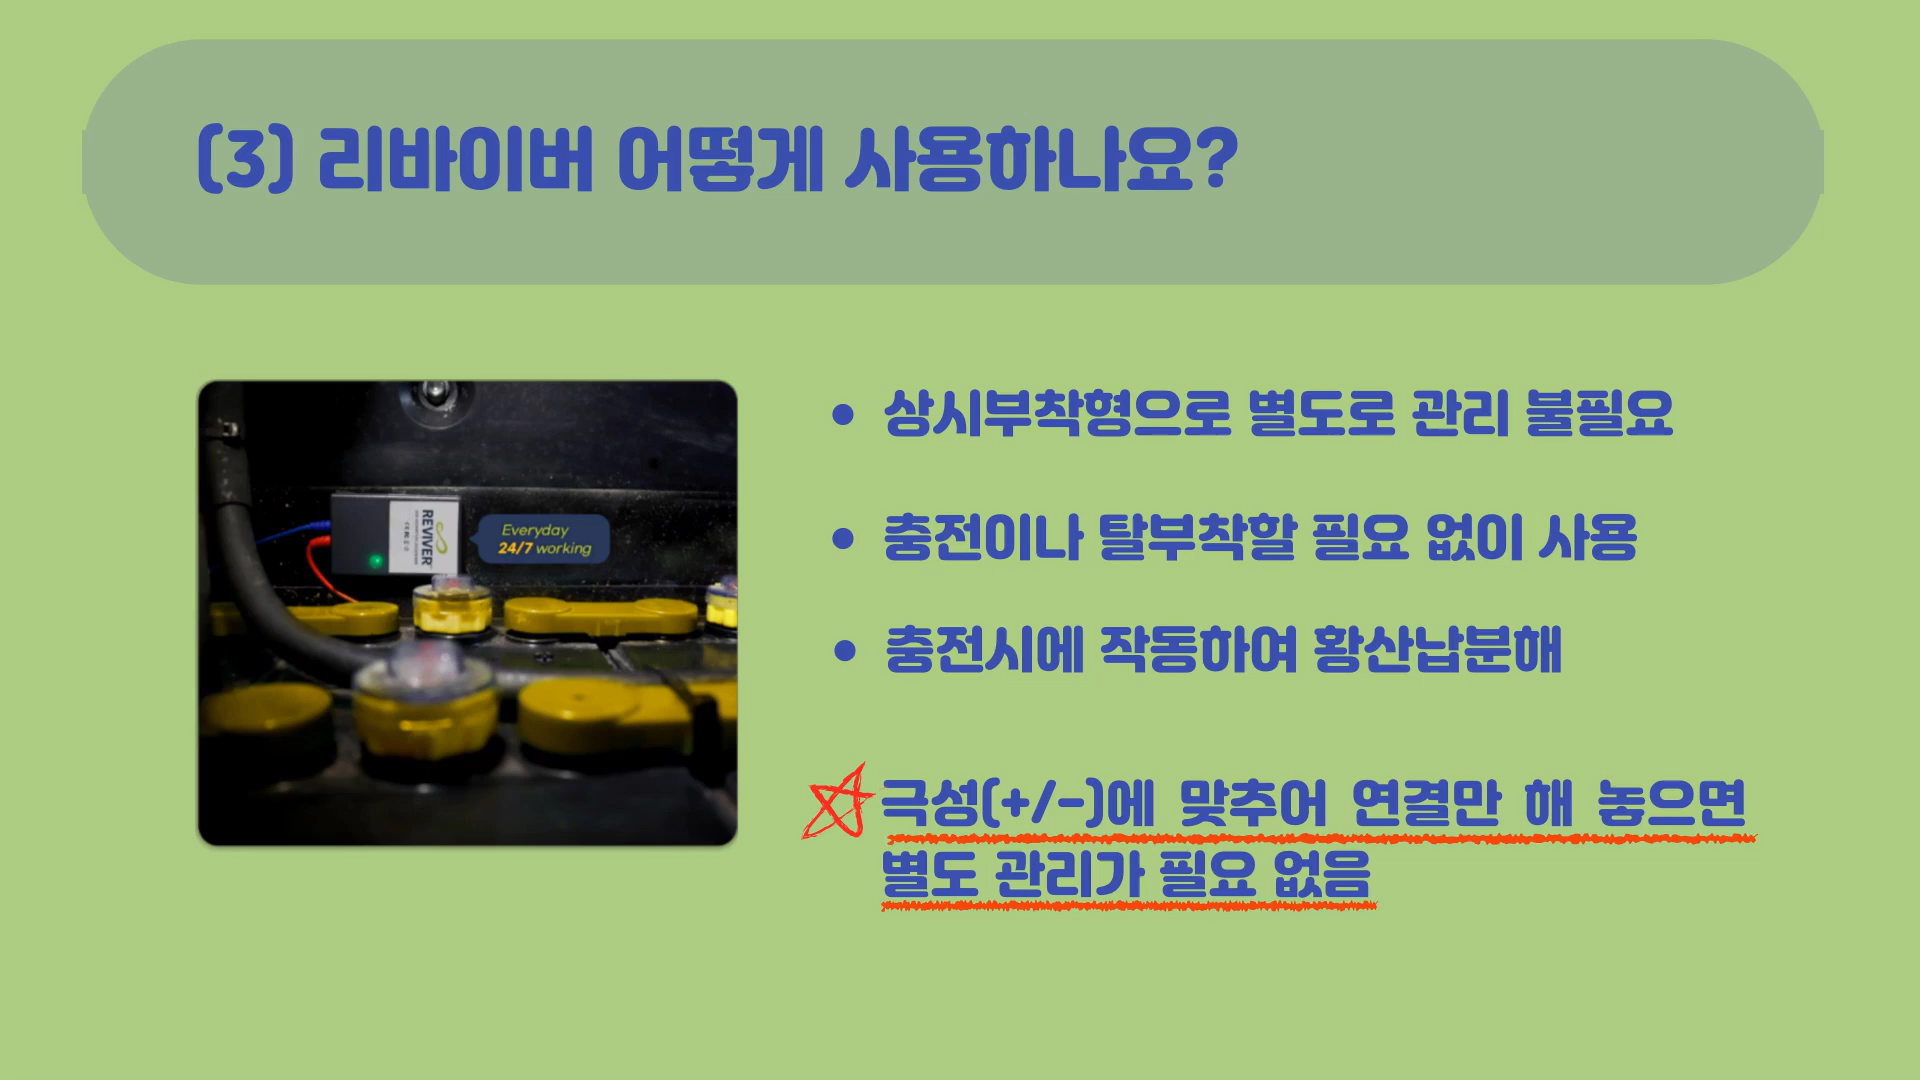 (3) 리바이버 어떻게 사용하나요?
REVIVER
Everyday
24/7 working
• 상시부착형으로 별도로 관리 불필요
• 충전이나 탈부착할 필요 없이 사용
• 충전시에 작동하여 황산납분해
극성(+/-)에 맞추어 연결만 해 놓으면
별도 관리가 필요 없음